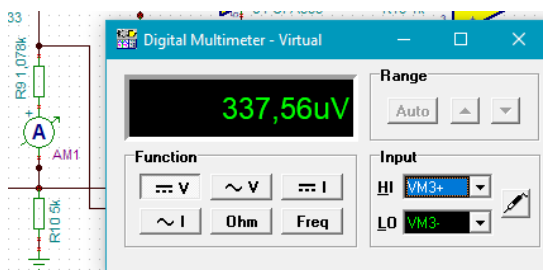 33
R9 1,078k
+
A
AM1
R10 5k
Digital Multimeter - Virtual
337,56uV
Range
Auto
Function
V
~ V
I
~ I
Ohm
Freq
Input
HI VM3+
LO VM3-